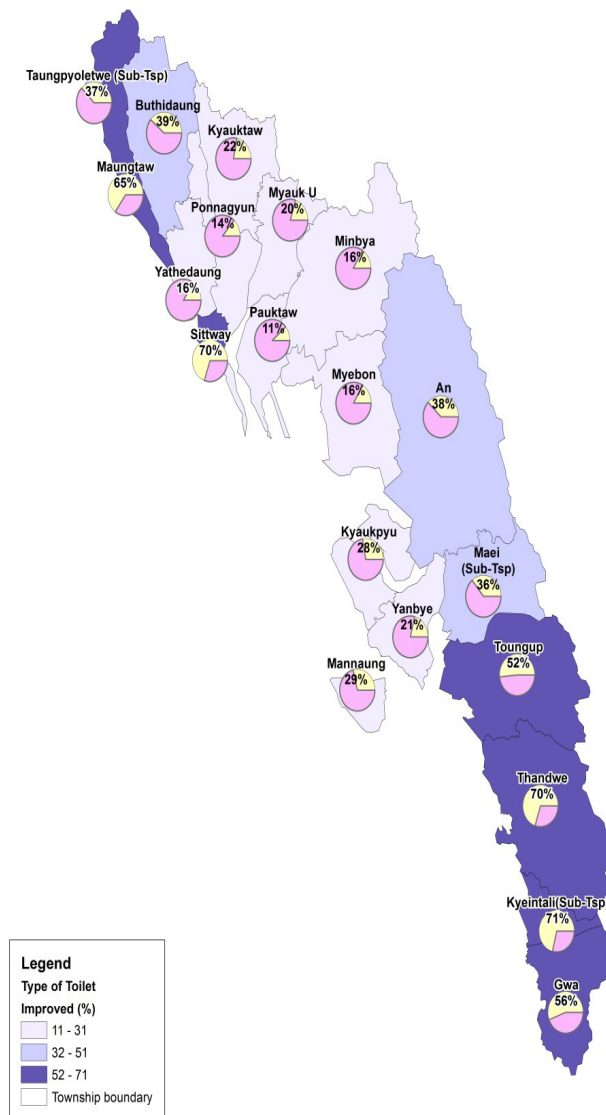 Taungpyoletwe (Sub-Tsp)
37%
Buthidaung
39%
Kyauktaw
22%
Maungtaw
65%
Myauk U
20%
Ponnagyun
14%
Minbya
16%
Yathedaung
16%
Pauktaw
11%
Sittway
70%
Myebon
16%
An
38%
Kyaukpyu
28%
Maei
(Sub-Tsp)
36%
Yanbye
21%
Toungup
52%
Mannaung
29%
Thandwe
70%
Kyeintali(Sub-Tsp
71%
Gwa
56%
Legend
Type of Toilet
Improved (%)
11 - 31
32 - 51
52 - 71
Township boundary